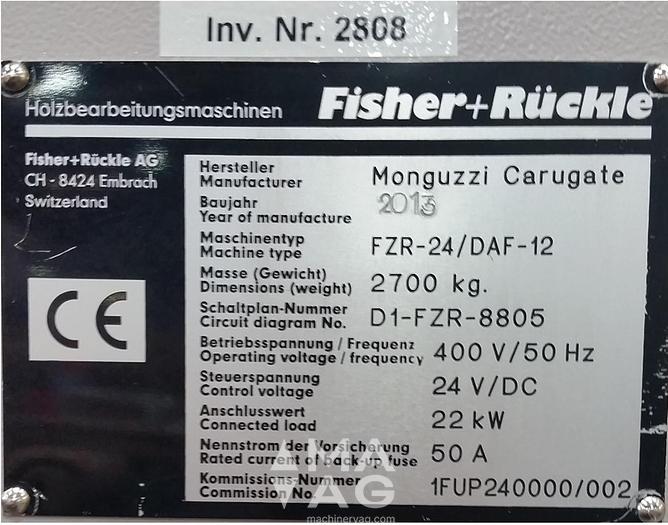 Inv. Nr. 2808
Holzbearbeitungsmaschinen Fisher+Rückle
Fisher+Rückle AG
CH - 8424 Embrach
Switzerland
CE
Hersteller
Manufacturer Monguzzi Carugate
Baujahr
Year of manufacture 2013
Maschinentyp
Machine type FZR-24/DAF-12
Masse (Gewicht)
Dimensions (weight) 2700 kg.
Schaltplan-Nummer
Circuit diagram No. D1-FZR-8805
Betriebsspannung / Frequenz
Operating voltage / frequency 400 V/50 Hz
Steuerspannung
Control voltage 24 V/DC
Anschlusswert
Connected load 22 kW
Nennstrom der Vorsicherung
Rated current of back-up fuse 50 A
Kommissions-Nummer
Commission No. 1FUP240000/002
AMA
VAG
machineryag.com